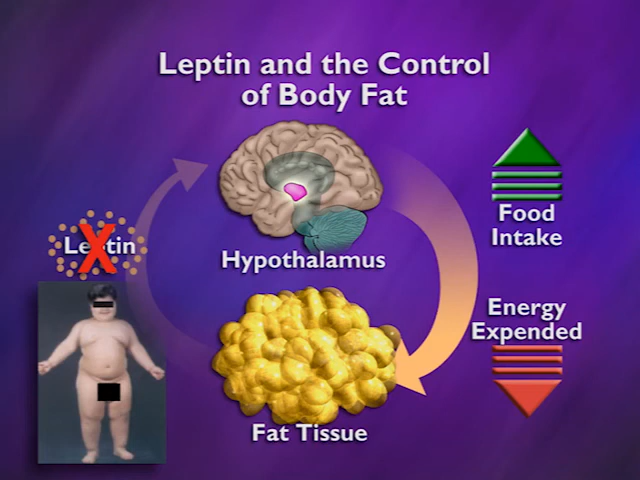 Leptin and the Control
of Body Fat
Food
Intake
Leptin
Hypothalamus
Energy
Expended
Fat Tissue